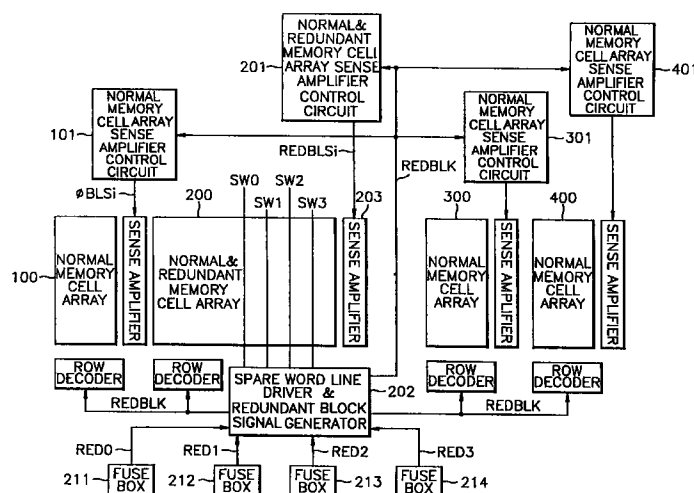 NORMAL&
REDUNDANT
MEMORY CELL
ARRAY SENSE
AMPLIFIER
CONTROL
CIRCUIT
201
NORMAL
MEMORY
CELL ARRAY
SENSE
AMPLIFIER
CONTROL
CIRCUIT
401
NORMAL
MEMORY
CELL ARRAY
SENSE
AMPLIFIER
CONTROL
CIRCUIT
101
NORMAL
MEMORY
CELL ARRAY
SENSE
AMPLIFIER
CONTROL
CIRCUIT
301
REDBLSi
REDBLK
øBLSi
200
SW0
SW1
SW2
SW3
203
300
400
100
NORMAL
MEMORY
CELL
ARRAY
SENSE AMPLIFIER
NORMAL&
REDUNDANT
MEMORY
CELL ARRAY
SENSE AMPLIFIER
NORMAL
MEMORY
CELL
ARRAY
SENSE AMPLIFIER
NORMAL
MEMORY
CELL
ARRAY
SENSE AMPLIFIER
ROW
DECODER
ROW
DECODER
SPARE WORD LINE
DRIVER &
REDUNDANT BLOCK
SIGNAL GENERATOR
202
ROW
DECODER
ROW
DECODER
REDBLK
REDBLK
RED0
RED1
RED2
RED3
211
FUSE
BOX
212
FUSE
BOX
213
FUSE
BOX
214
FUSE
BOX